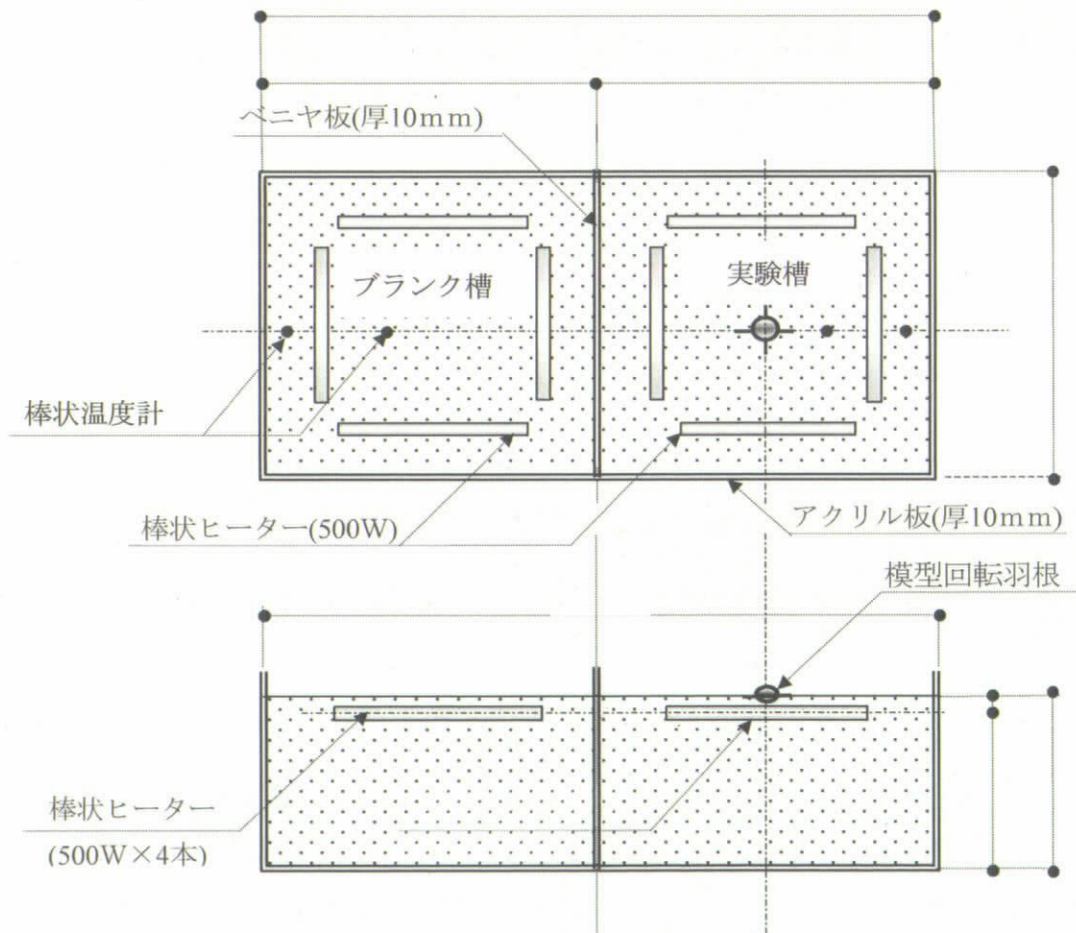 ベニヤ板(厚10mm)
ブランク槽
実験槽
棒状温度計
棒状ヒーター(500W)
アクリル板(厚10mm)
模型回転羽根
棒状ヒーター
(500W×4本)